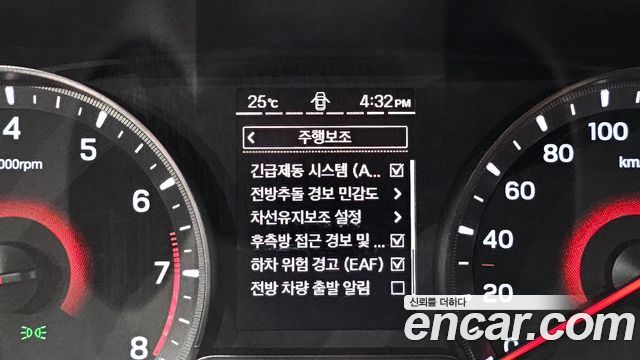 25℃ 4:32PM
< 주행보조
긴급제동 시스템 (A...
전방추돌 경보 민감도 >
차선유지보조 설정 >
후측방 접근 경보 및 ...
하차 위험 경고 (EAF)
전방 차량 출발 알림
4 5 6 7 8
000rpm
100 80 60 40 20 0
km/
신뢰를 더하다
encar.com